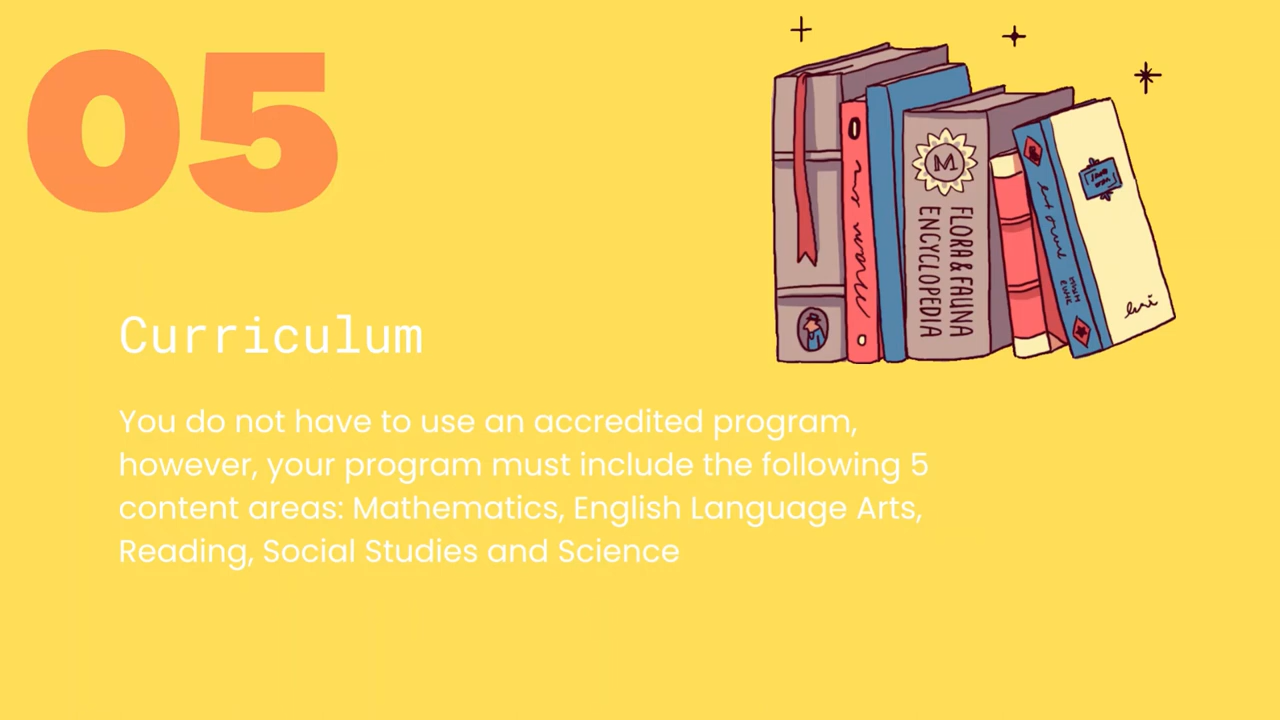 05
M
FLORA & FAUNA
ENCYCLOPEDIA
Curriculum
You do not have to use an accredited program,
however, your program must include the following 5
content areas: Mathematics, English Language Arts,
Reading, Social Studies and Science